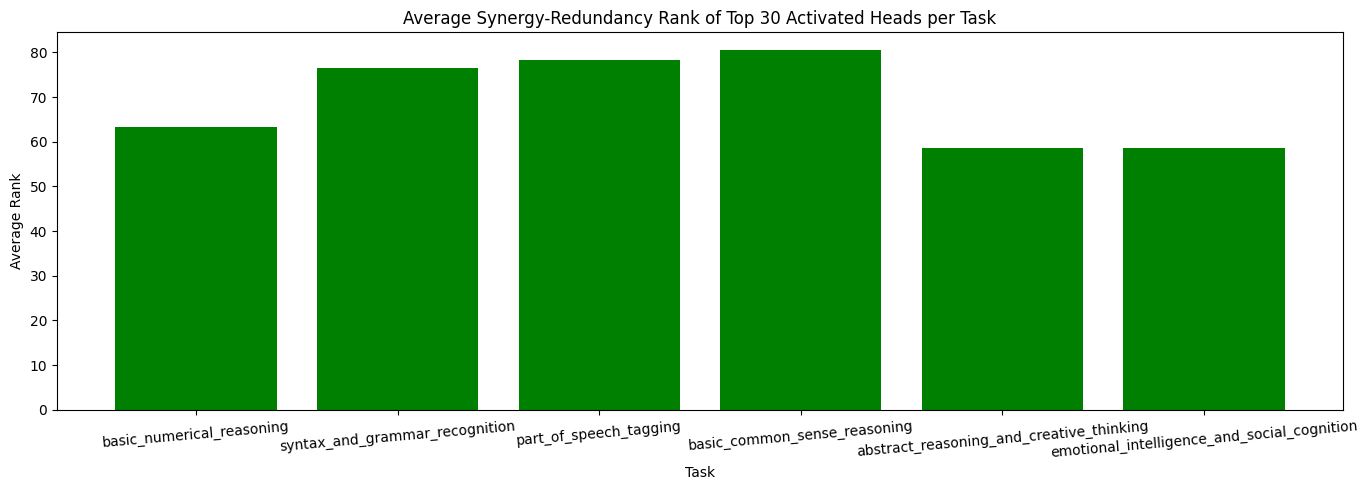 Average Synergy-Redundancy Rank of Top 30 Activated Heads per Task
Average Rank
80
70
60
50
40
30
20
10
0
basic_numerical_reasoning
syntax_and_grammar_recognition
part_of_speech_tagging
basic_common_sense_reasoning
abstract_reasoning_and_creative_thinking
emotional_intelligence_and_social_cognition
Task